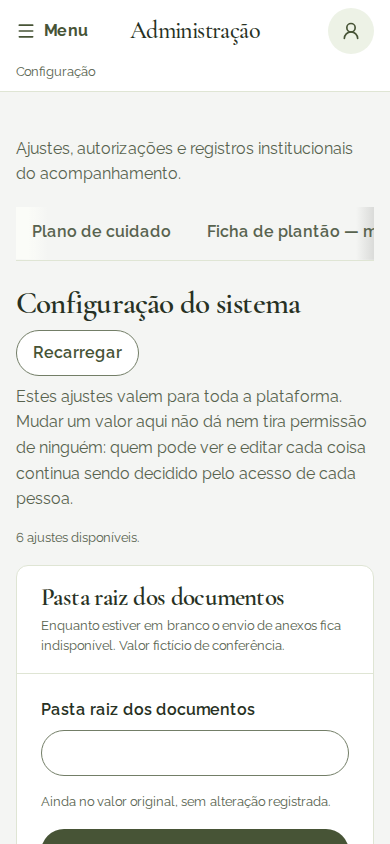 Menu
Administração
Configuração
Ajustes, autorizações e registros institucionais
do acompanhamento.
Plano de cuidado
Ficha de plantão — m
Configuração do sistema
Recarregar
Estes ajustes valem para toda a plataforma.
Mudar um valor aqui não dá nem tira permissão
de ninguém: quem pode ver e editar cada coisa
continua sendo decidido pelo acesso de cada
pessoa.
6 ajustes disponíveis.
Pasta raiz dos documentos
Enquanto estiver em branco o envio de anexos fica
indisponível. Valor fictício de conferência.
Pasta raiz dos documentos
Ainda no valor original, sem alteração registrada.